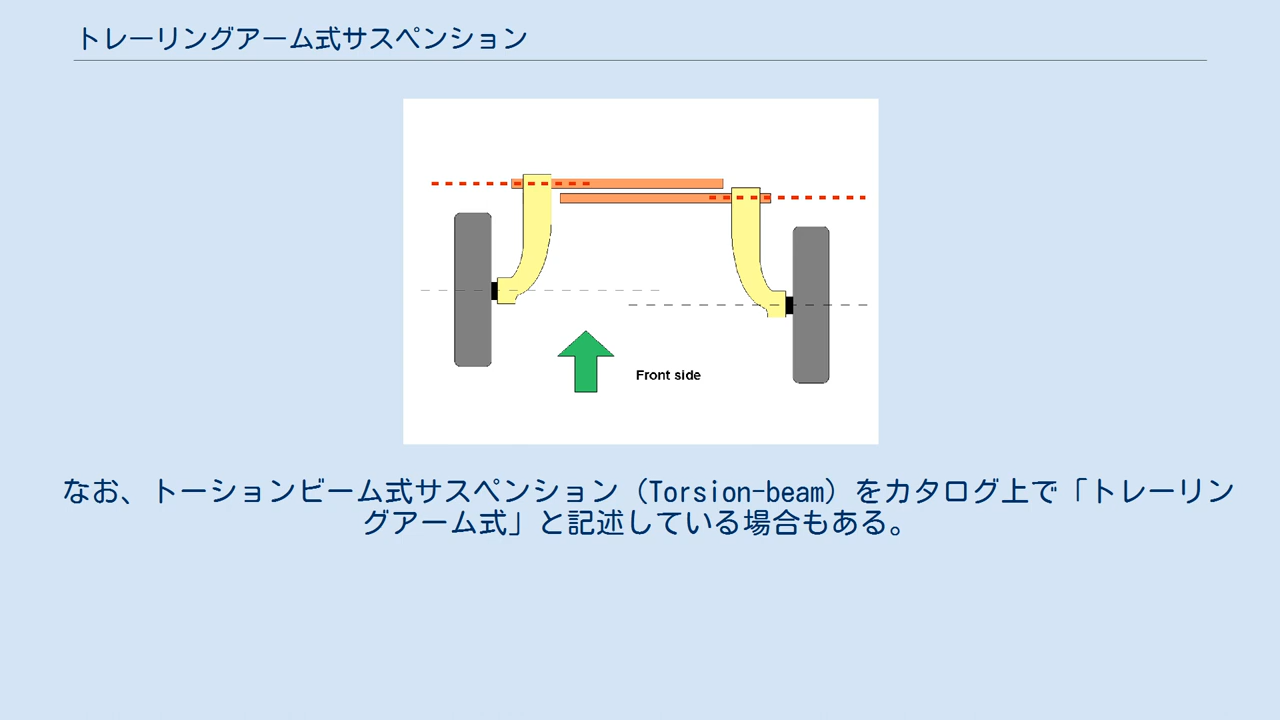 トレーリングアーム式サスペンション
Front side
なお、トーションビーム式サスペンション（Torsion-beam）をカタログ上で「トレーリン
グアーム式」と記述している場合もある。